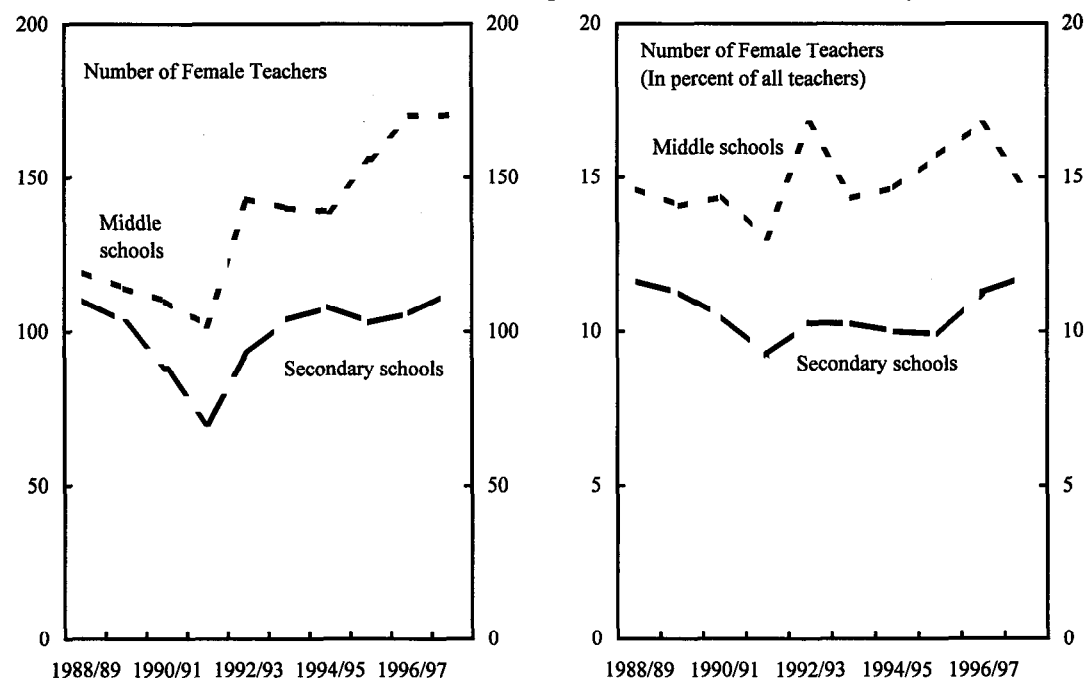 200
150
100
50
0
200
150
100
50
0
Number of Female Teachers
Middle
schools
Secondary schools
1988/89 1990/91 1992/93 1994/95 1996/97
20
15
10
5
0
20
15
10
5
0
Number of Female Teachers
(In percent of all teachers)
Middle schools
Secondary schools
1988/89 1990/91 1992/93 1994/95 1996/97